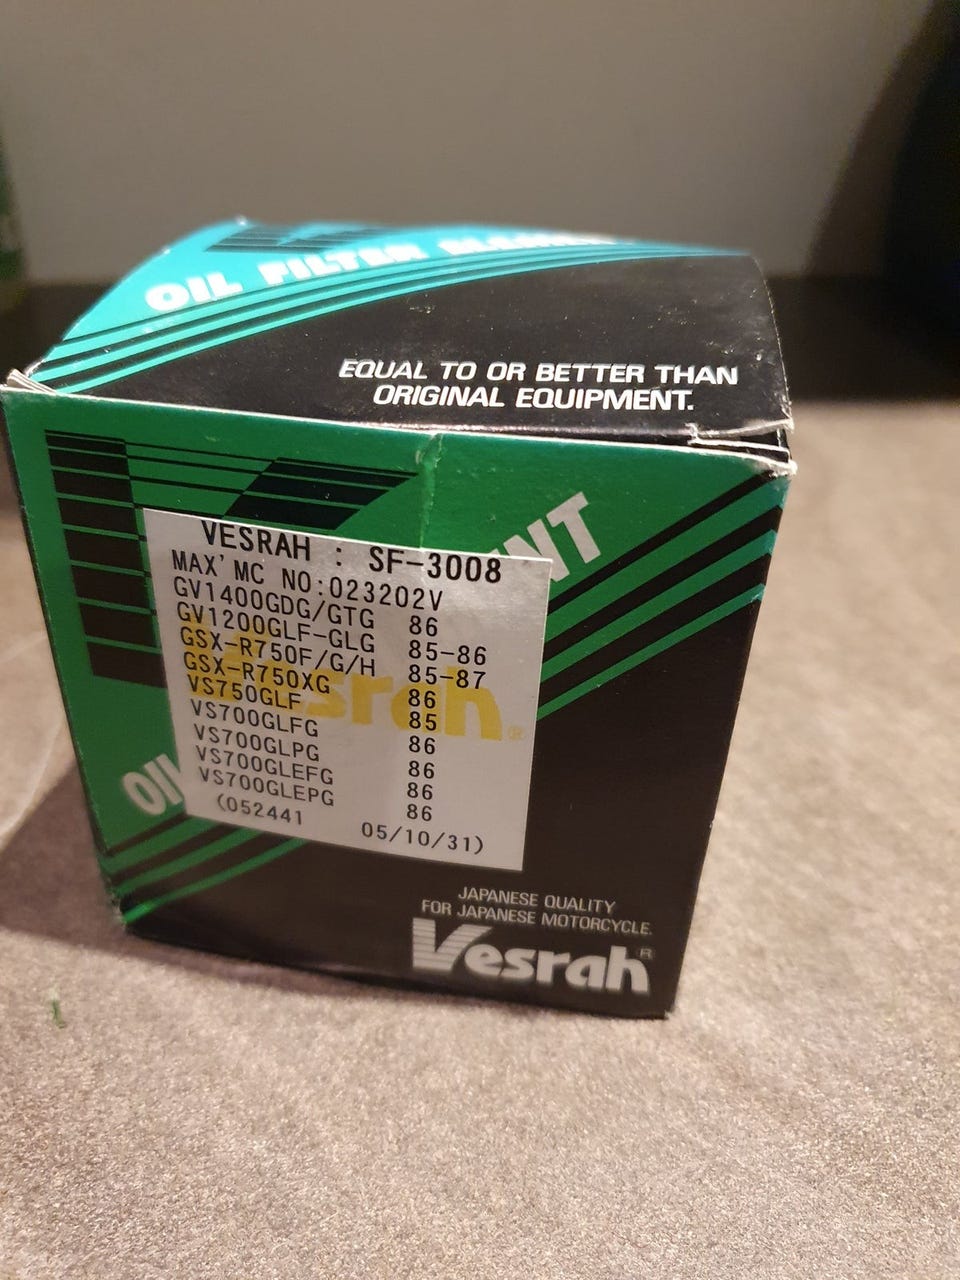 OIL FILTER ELEMENT
EQUAL TO OR BETTER THAN
ORIGINAL EQUIPMENT.
VESRAH : SF-3008
MAX' MC NO:023202V
GV1400GDG/GTG 86
GV1200GLF-GLG 85-86
GSX-R750F/G/H 85-87
GSX-R750XG 86
VS750GLF 85
VS700GLFG 86
VS700GLPG 86
VS700GLEFG 86
VS700GLEPG 86
(052441 05/10/31)
JAPANESE QUALITY
FOR JAPANESE MOTORCYCLE.
Vesrah®